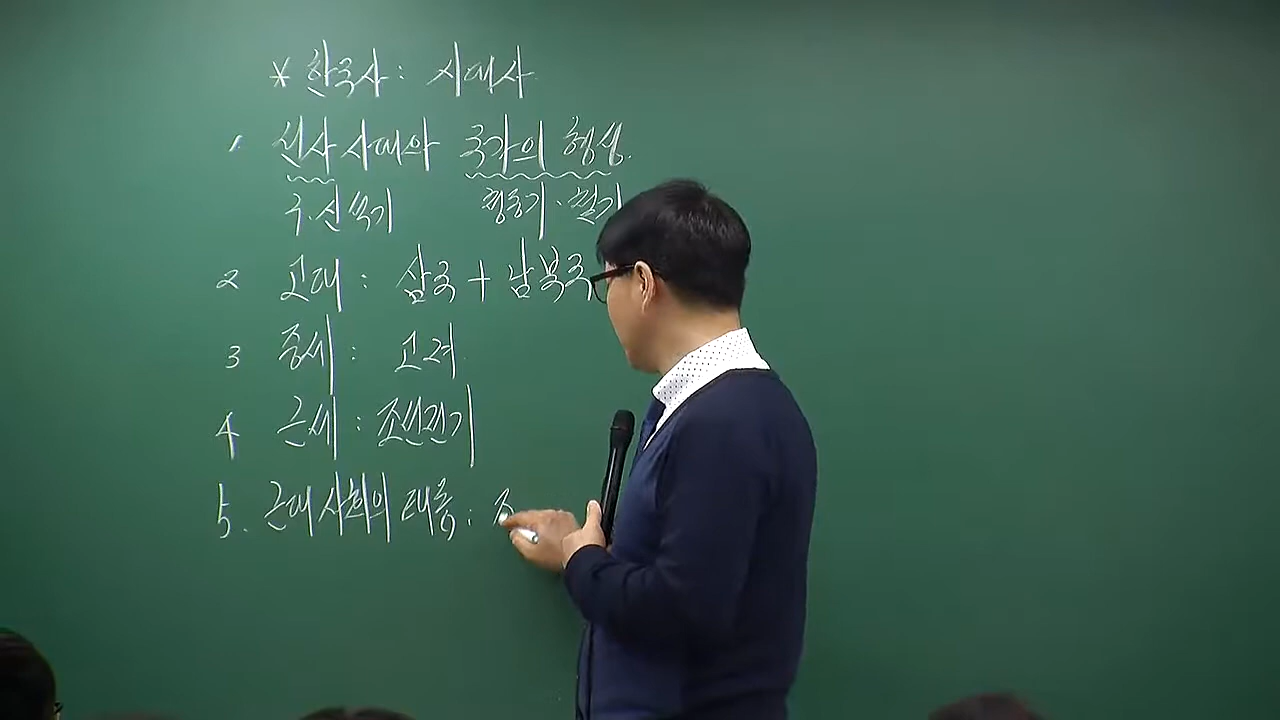 * 한국사 : 시대사
1. 선사시대와 국가의 형성.
구·신석기 청동기·철기
2 고대 : 삼국 + 남북국
3 중세 : 고려.
4 근세 : 조선전기
5. 근대사회의 태동 : 조